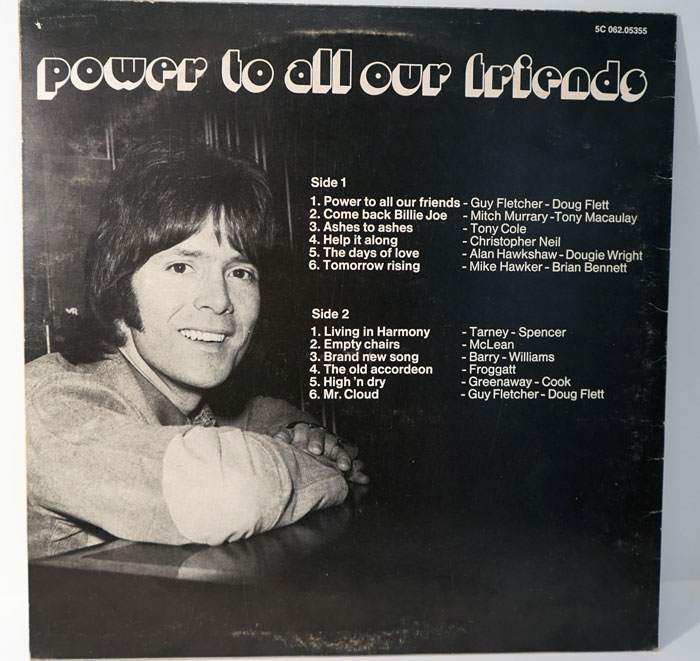 5C 062.05355
power to all our friends
Side 1
1. Power to all our friends - Guy Fletcher - Doug Flett
2. Come back Billie Joe - Mitch Murrary - Tony Macaulay
3. Ashes to ashes - Tony Cole
4. Help it along - Christopher Neil
5. The days of love - Alan Hawkshaw - Dougie Wright
6. Tomorrow rising - Mike Hawker - Brian Bennett
Side 2
1. Living in Harmony - Tarney - Spencer
2. Empty chairs - McLean
3. Brand new song - Barry - Williams
4. The old accordeon - Froggatt
5. High 'n dry - Greenaway - Cook
6. Mr. Cloud - Guy Fletcher - Doug Flett